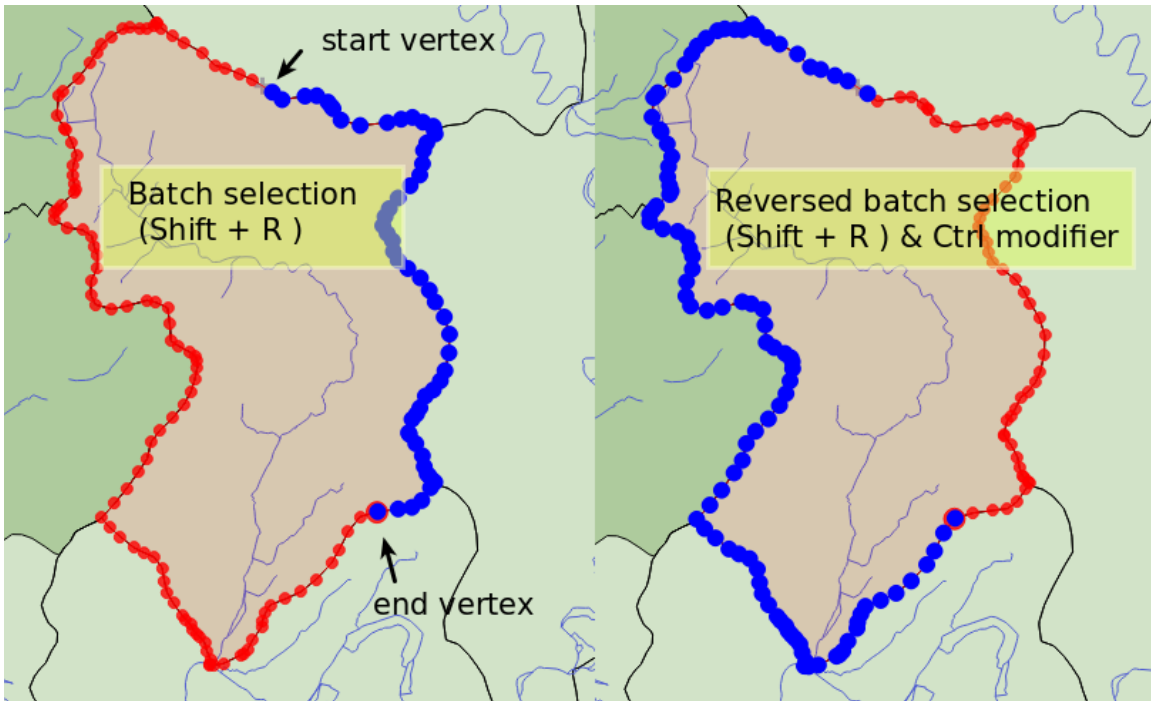 start vertex
Batch selection
(Shift + R )
end vertex
Reversed batch selection
(Shift + R ) & Ctrl modifier